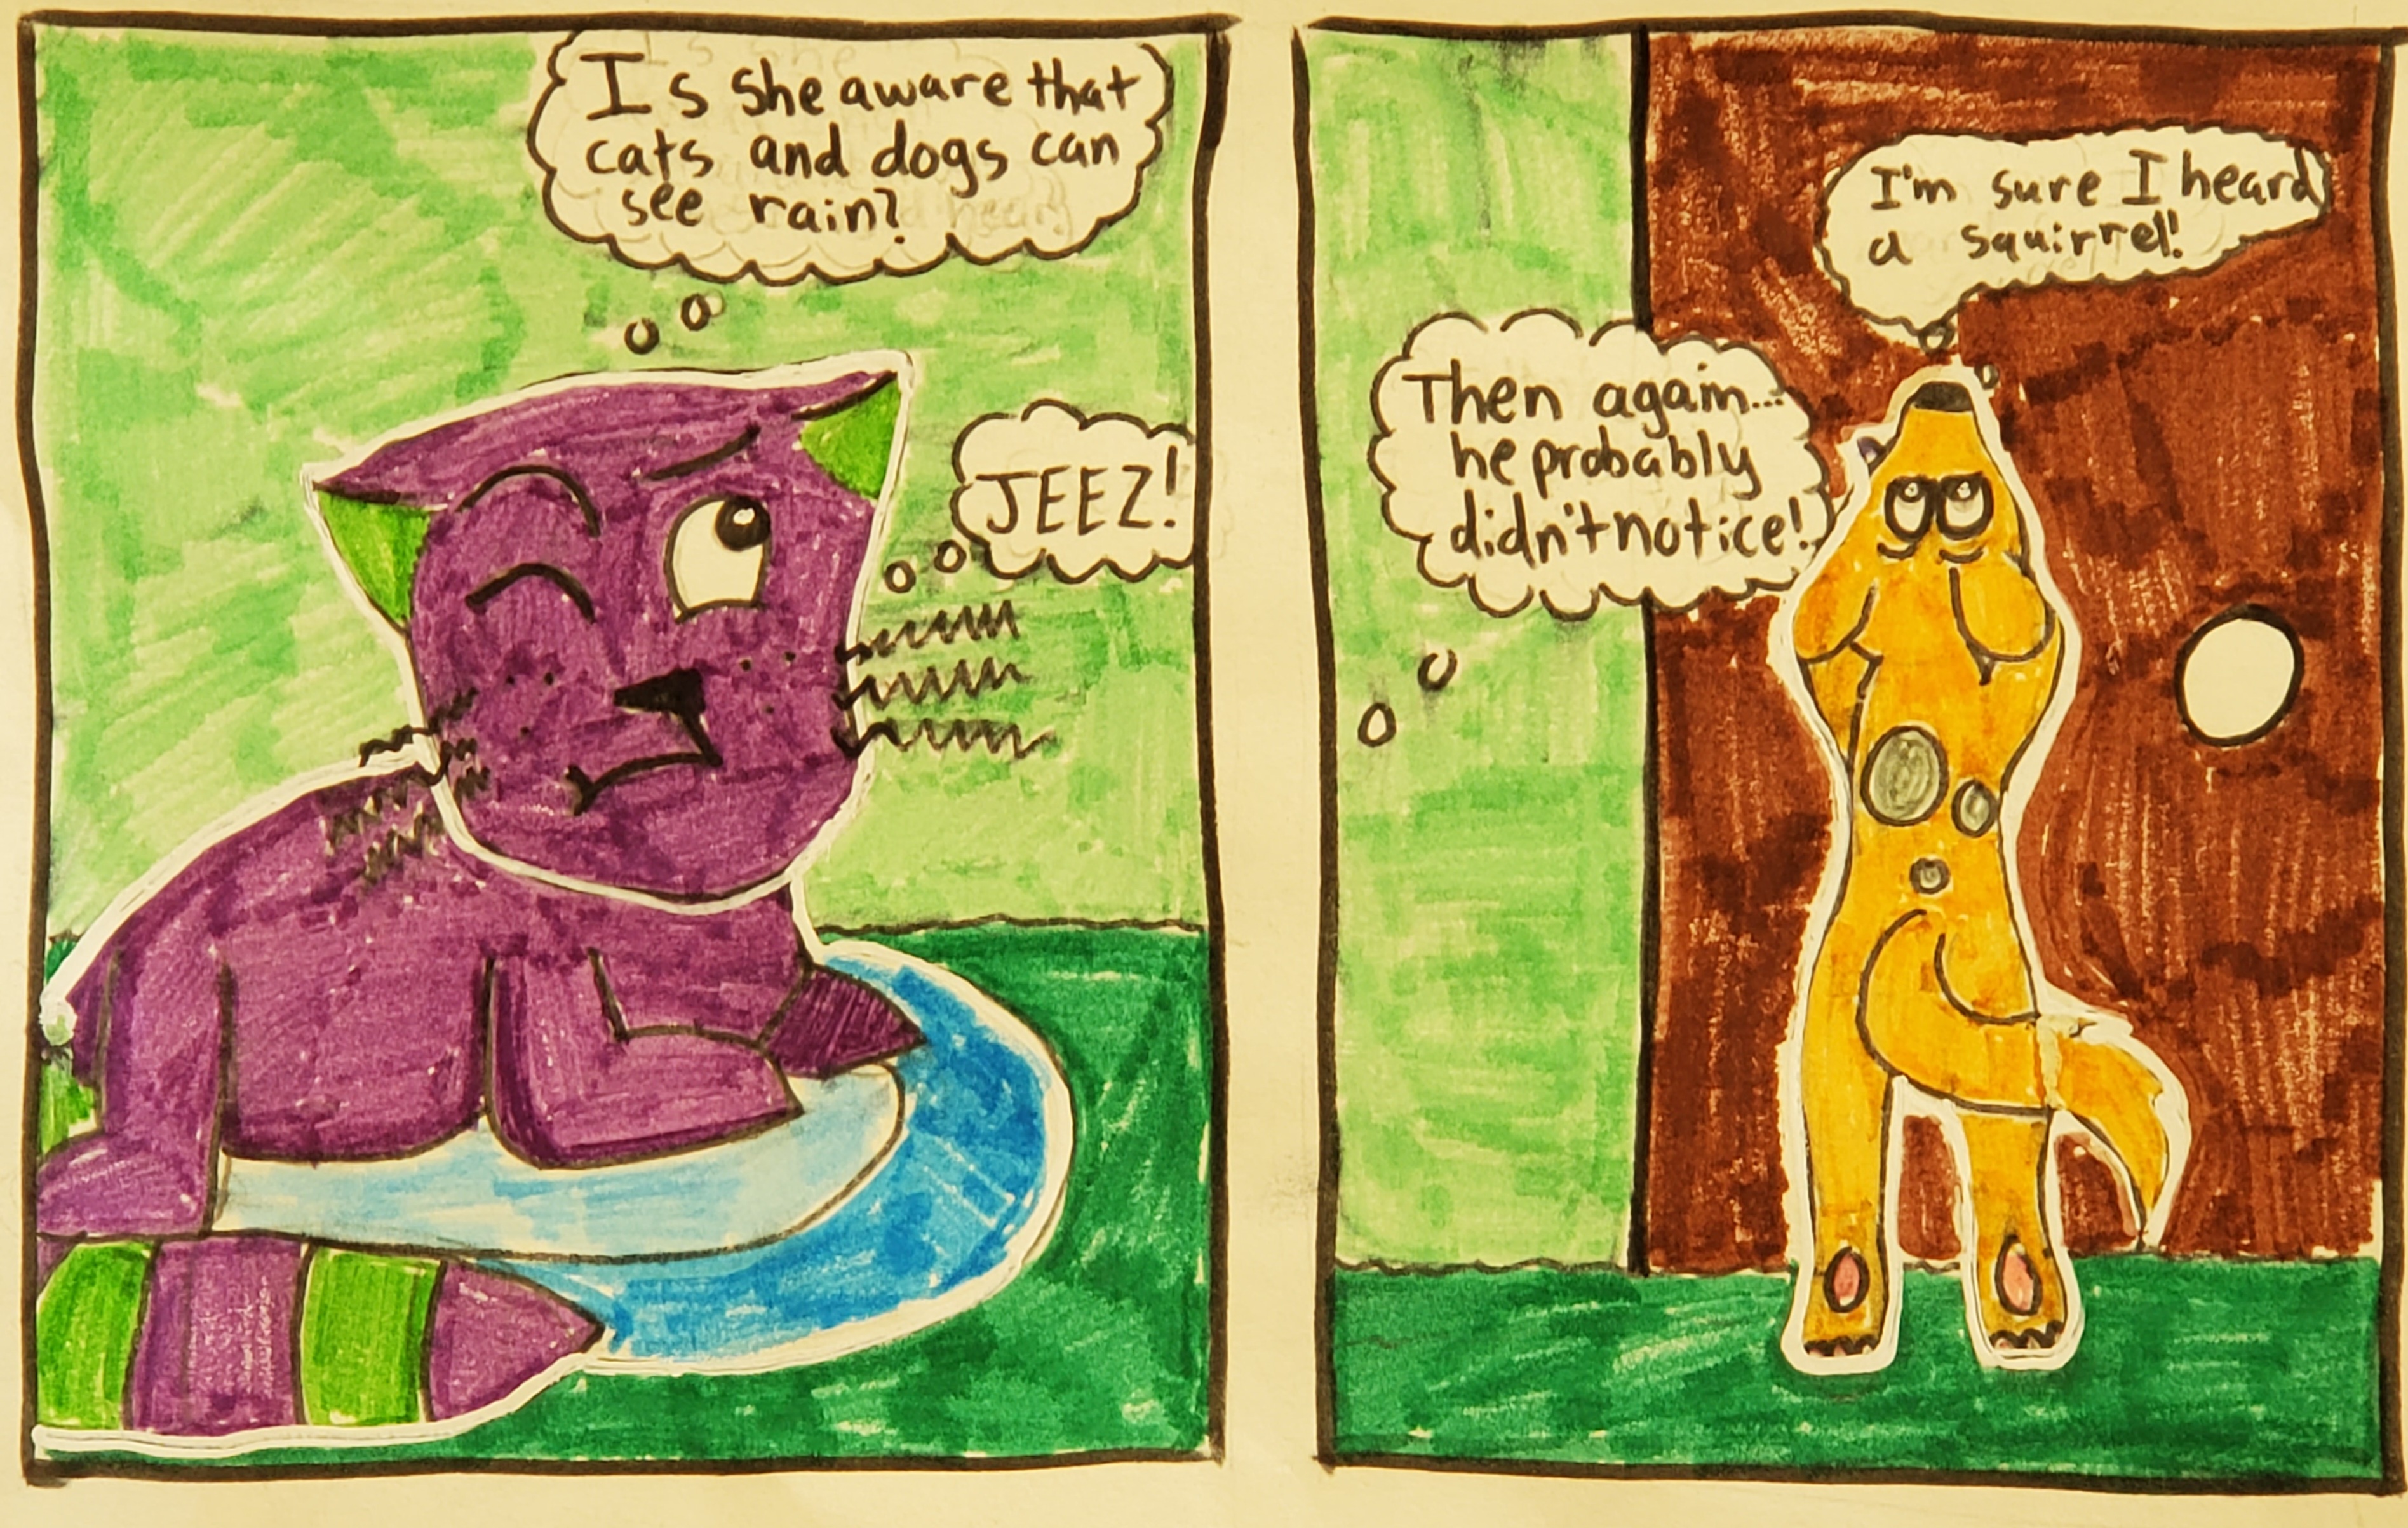 Is she aware that
cats and dogs can
see rain?
JEEZ!
Then again...
he probably
didn't notice!
I'm sure I heard
a squirrel!